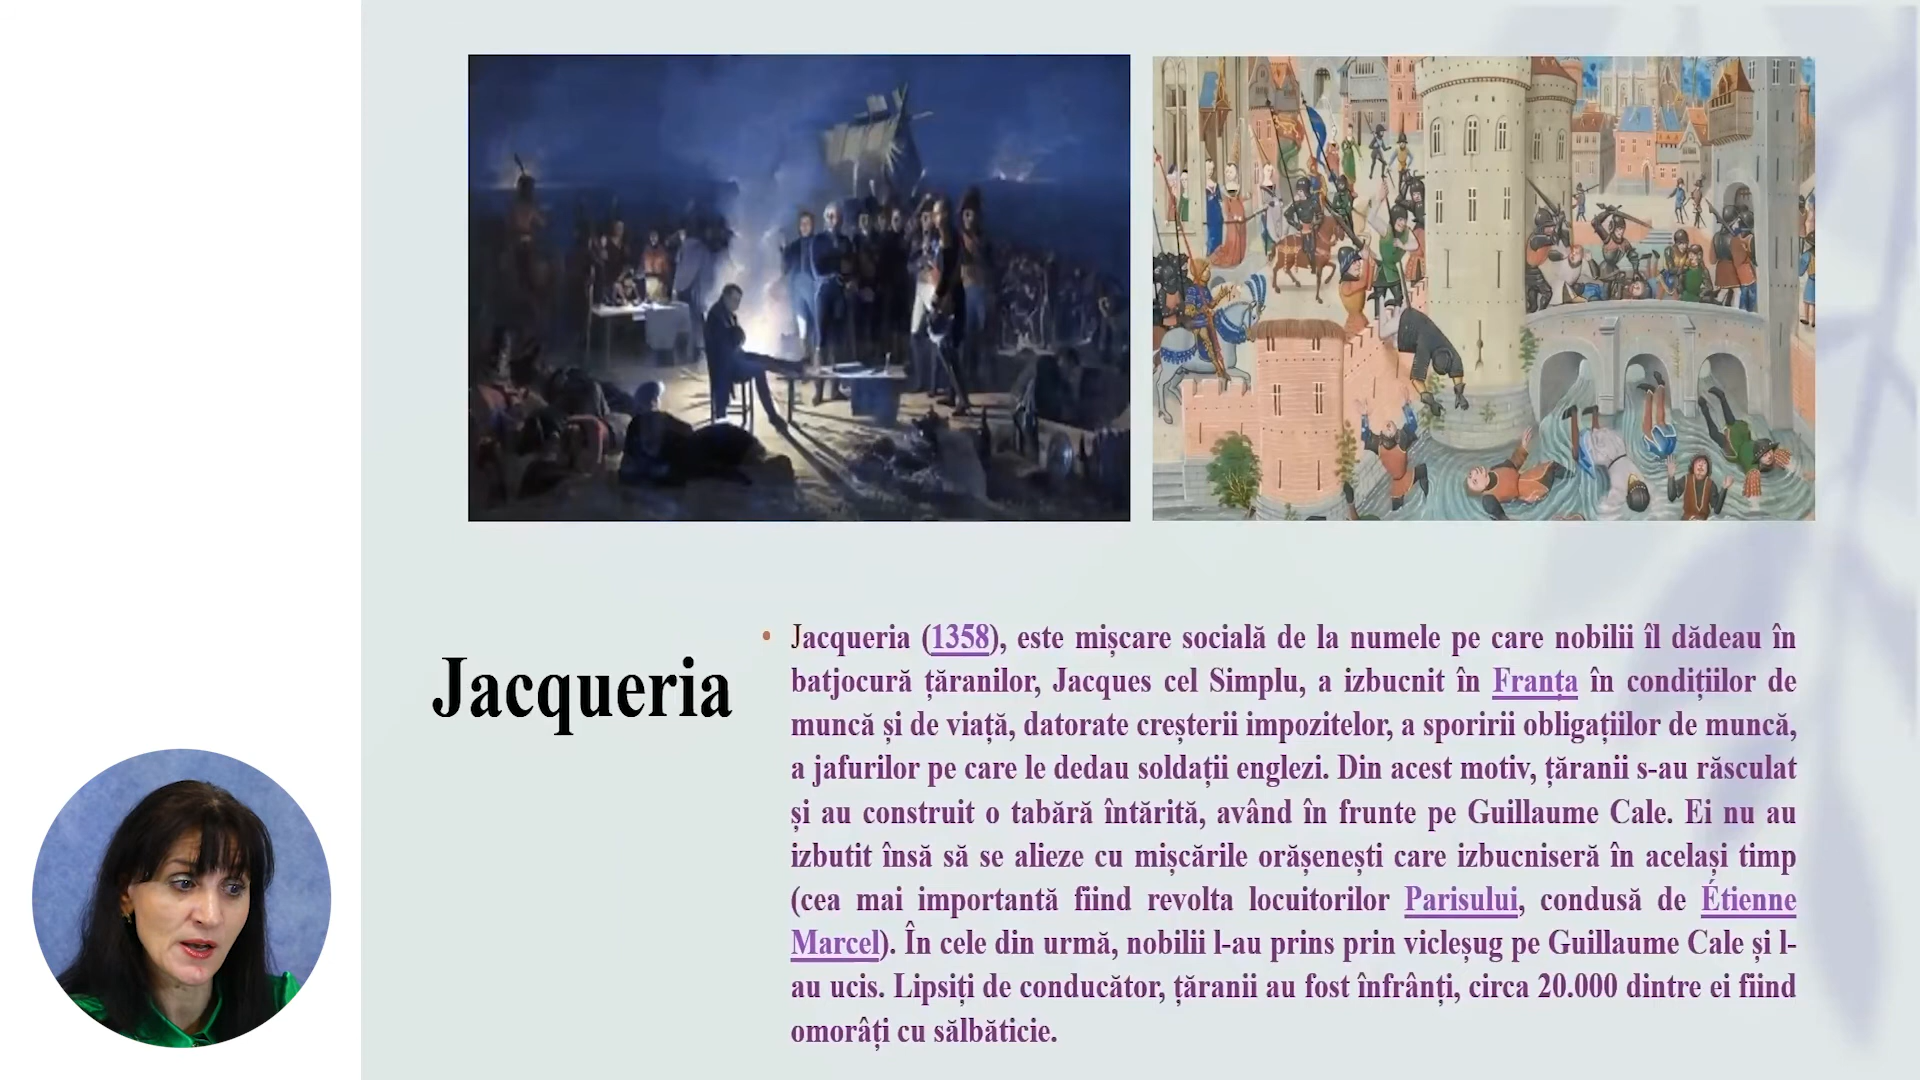 Jacqueria
Jacqueria (1358), este mișcare socială de la numele pe care nobilii îl dădeau în
batjocură țăranilor, Jacques cel Simplu, a izbucnit în Franța în condițiilor de
muncă și de viață, datorate creșterii impozitelor, a sporirii obligațiilor de muncă,
a jafurilor pe care le dedau soldații englezi. Din acest motiv, țăranii s-au răsculat
și au construit o tabără întărită, având în frunte pe Guillaume Cale. Ei nu au
izbutit însă să se alieze cu mișcările orășenești care izbucniseră în același timp
(cea mai importantă fiind revolta locuitorilor Parisului, condusă de Étienne
Marcel). În cele din urmă, nobilii l-au prins prin vicleșug pe Guillaume Cale și l-
au ucis. Lipsiți de conducător, țăranii au fost înfrânți, circa 20.000 dintre ei fiind
omorâți cu sălbăticie.